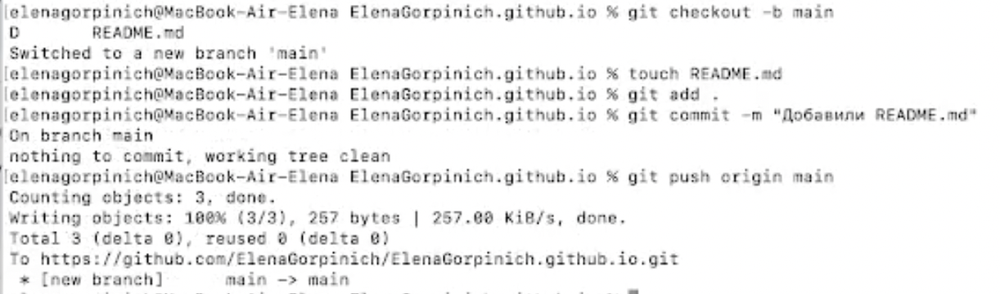 [elenagorpinich@MacBook-Air-Elena ElenaGorpinich.github.io % git checkout -b main
D README.md
Switched to a new branch 'main'
[elenagorpinich@MacBook-Air-Elena ElenaGorpinich.github.io % touch README.md
[elenagorpinich@MacBook-Air-Elena ElenaGorpinich.github.io % git add .
[elenagorpinich@MacBook-Air-Elena ElenaGorpinich.github.io % git commit -m "Добавили README.md"
On branch main
nothing to commit, working tree clean
[elenagorpinich@MacBook-Air-Elena ElenaGorpinich.github.io % git push origin main
Counting objects: 3, done.
Writing objects: 100% (3/3), 257 bytes | 257.00 KiB/s, done.
Total 3 (delta 0), reused 0 (delta 0)
To https://github.com/ElenaGorpinich/ElenaGorpinich.github.io.git
* [new branch] main -> main